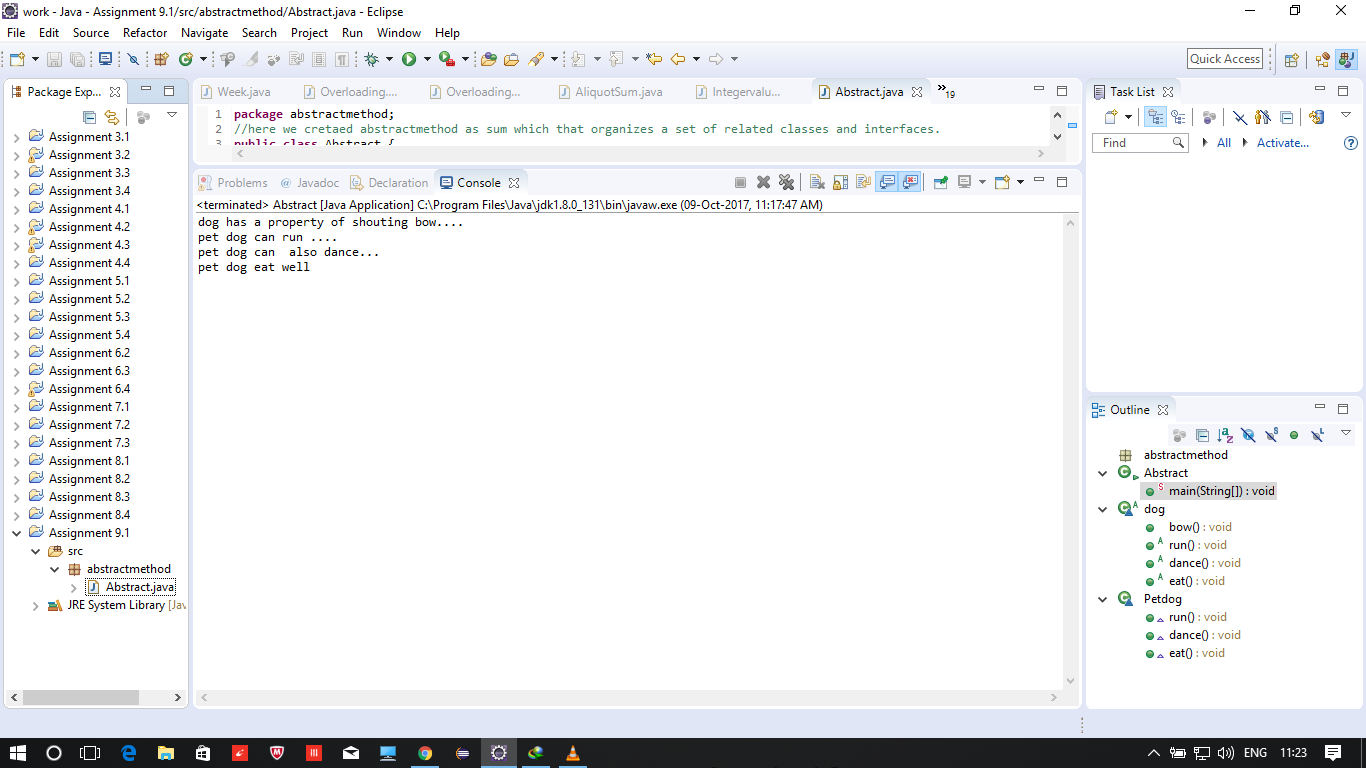 work - Java - Assignment 9.1/src/abstractmethod/Abstract.java - Eclipse
File Edit Source Refactor Navigate Search Project Run Window Help
Quick Access
Package Exp...
Assignment 3.1
Assignment 3.2
Assignment 3.3
Assignment 3.4
Assignment 4.1
Assignment 4.2
Assignment 4.3
Assignment 4.4
Assignment 5.1
Assignment 5.2
Assignment 5.3
Assignment 5.4
Assignment 6.2
Assignment 6.3
Assignment 6.4
Assignment 7.1
Assignment 7.2
Assignment 7.3
Assignment 8.1
Assignment 8.2
Assignment 8.3
Assignment 8.4
Assignment 9.1
src
abstractmethod
Abstract.java
JRE System Library [Jav
Week.java Overloading.... Overloading... AliquotSum.java Integervalu... Abstract.java »19
1 package abstractmethod;
2 //here we cretaed abstractmethod as sum which that organizes a set of related classes and interfaces.
3 public class Abstract {
Problems @ Javadoc Declaration Console
<terminated> Abstract [Java Application] C:\Program Files\Java\jdk1.8.0_131\bin\javaw.exe (09-Oct-2017, 11:17:47 AM)
dog has a property of shouting bow....
pet dog can run ....
pet dog can  also dance...
pet dog eat well
Task List
Find All Activate...
Outline
abstractmethod
Abstract
main(String[]) : void
dog
bow() : void
run() : void
dance() : void
eat() : void
Petdog
run() : void
dance() : void
eat() : void
ENG 11:23